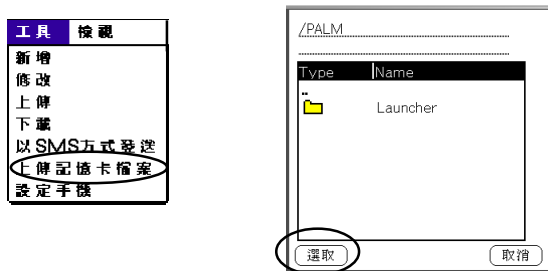 工具 檢視
新增
修改
上傳
下載
以SMS方式發送
上傳記憶卡檔案
設定手機
/PALM
Type Name
..
Launcher
選取 取消